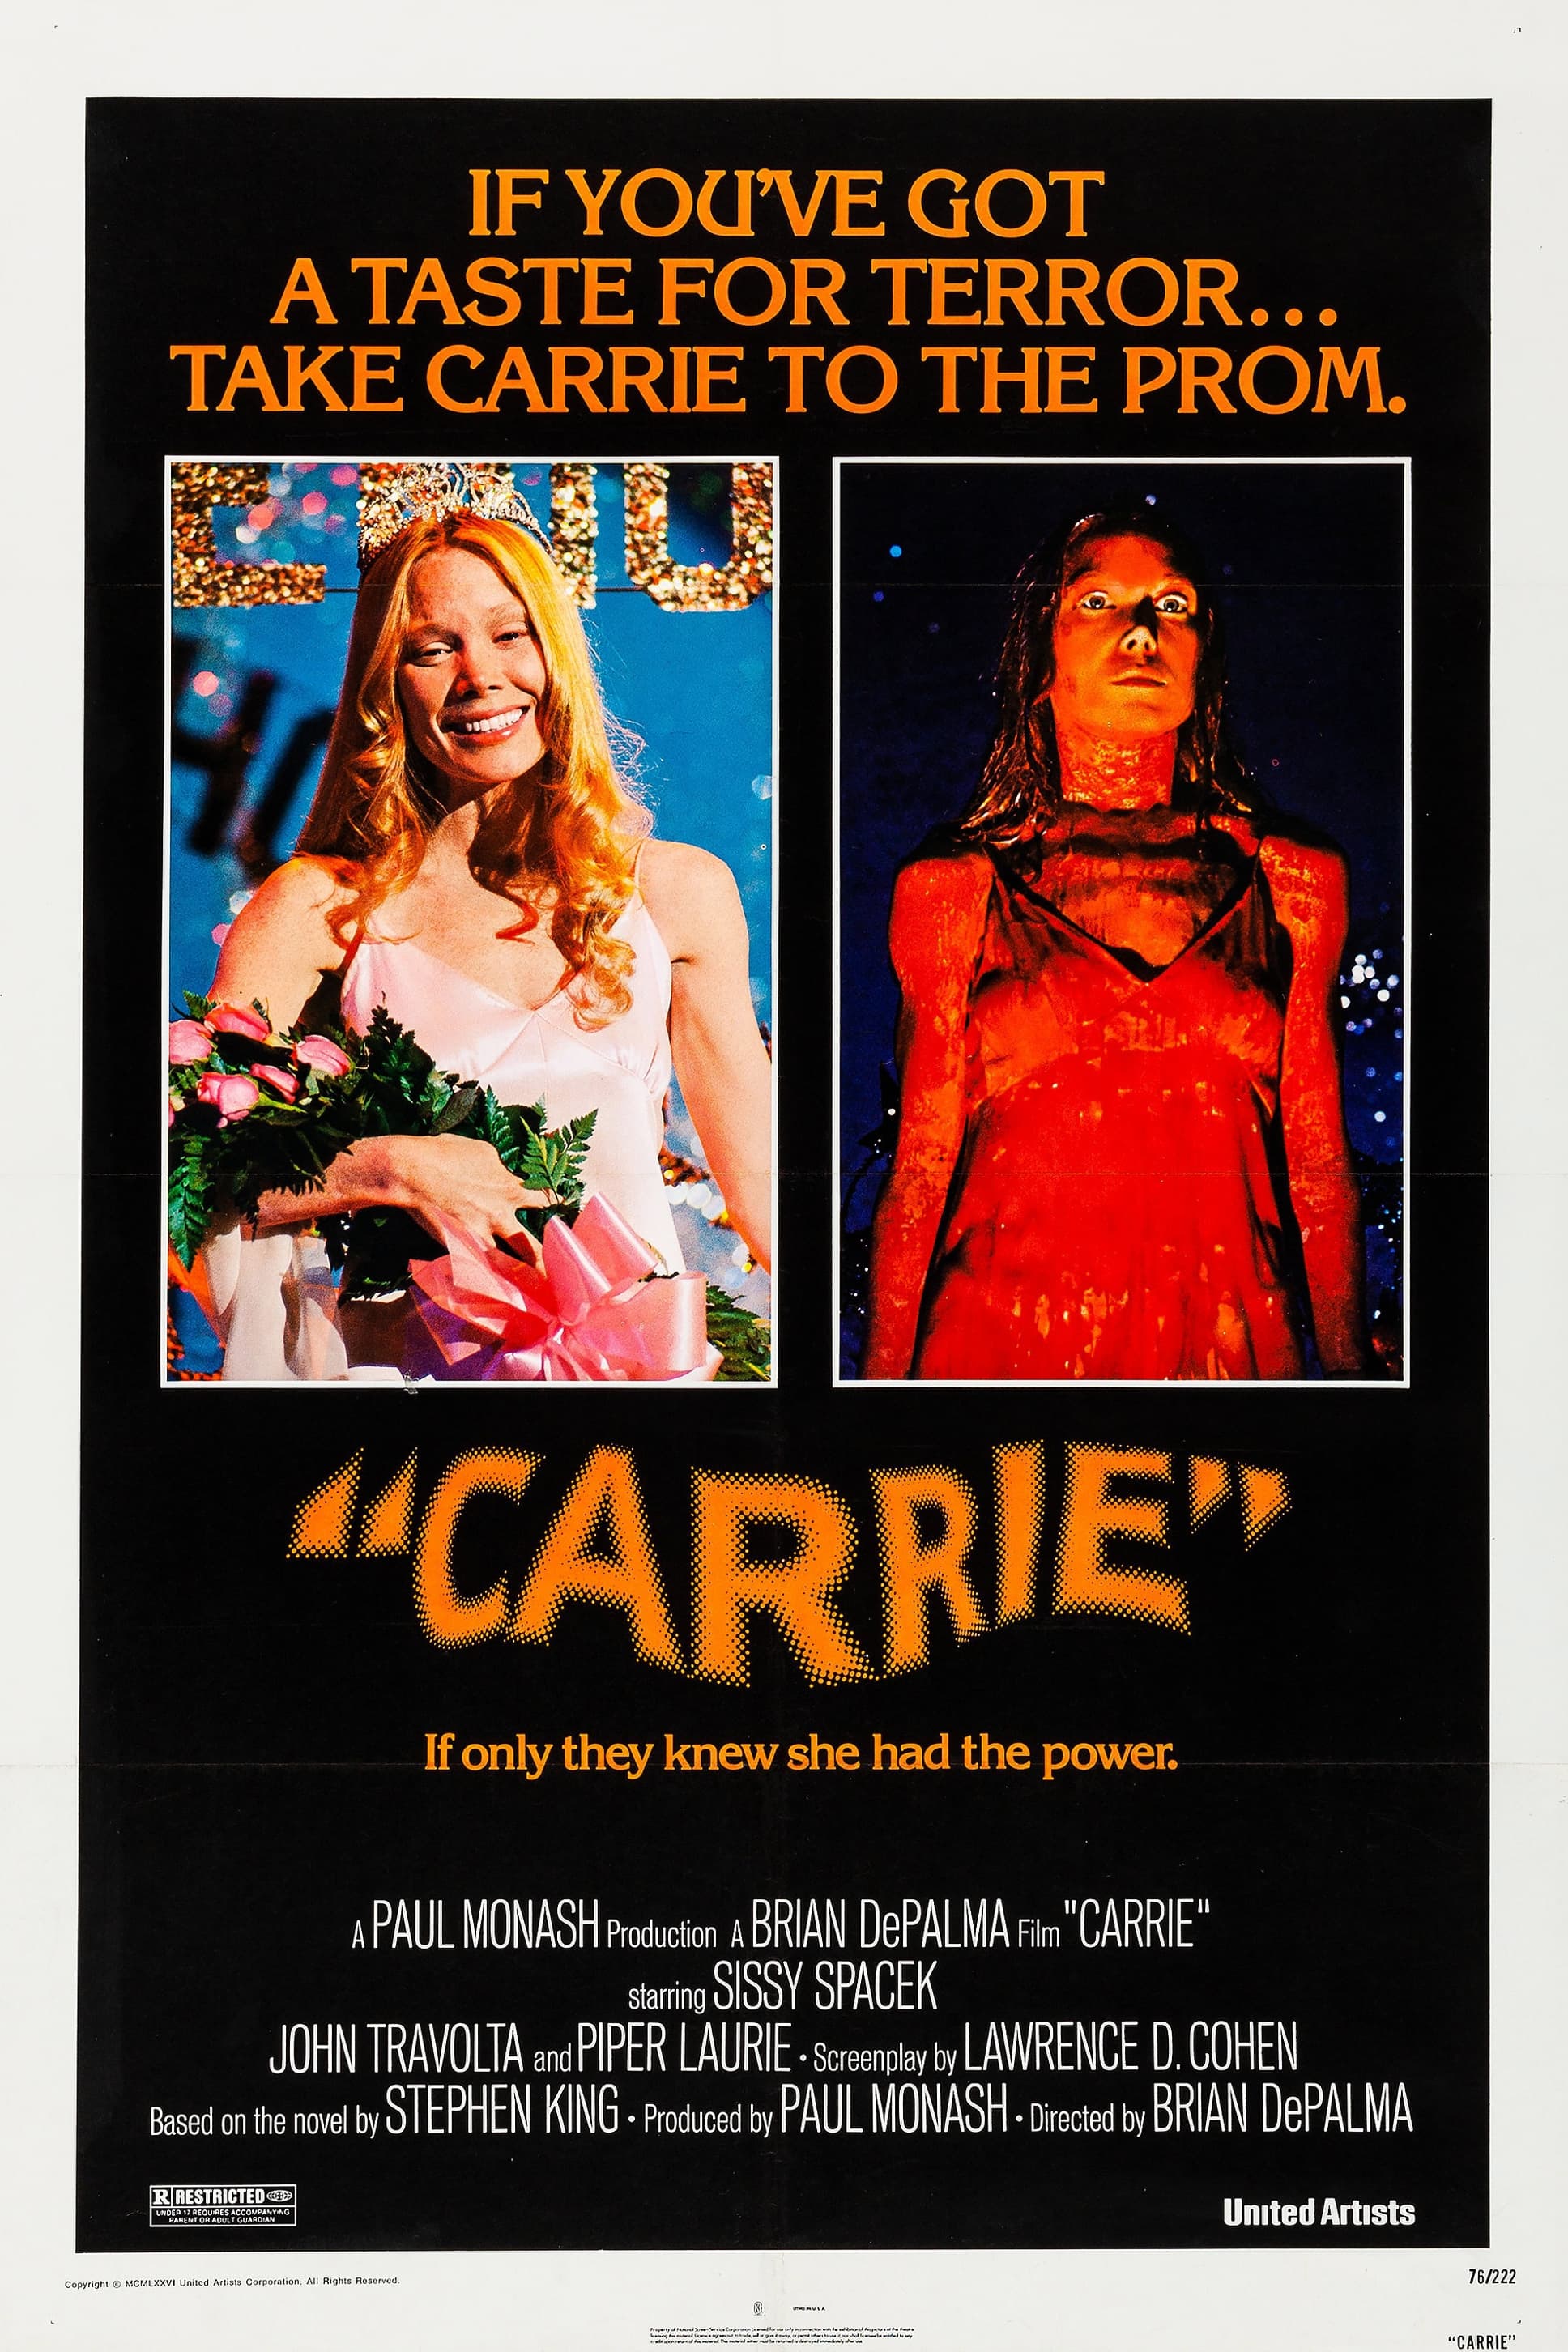 IF YOU'VE GOT
A TASTE FOR TERROR...
TAKE CARRIE TO THE PROM.
"CARRIE"
If only they knew she had the power.
A PAUL MONASH Production A BRIAN DePALMA Film "CARRIE"
starring SISSY SPACEK
JOHN TRAVOLTA and PIPER LAURIE • Screenplay by LAWRENCE D. COHEN
Based on the novel by STEPHEN KING • Produced by PAUL MONASH • Directed by BRIAN DePALMA
R RESTRICTED
UNDER 17 REQUIRES ACCOMPANYING
PARENT OR ADULT GUARDIAN
United Artists
Copyright © MCMLXXVI United Artists Corporation. All Rights Reserved.
76/222
LITHO IN U.S.A.
"CARRIE"